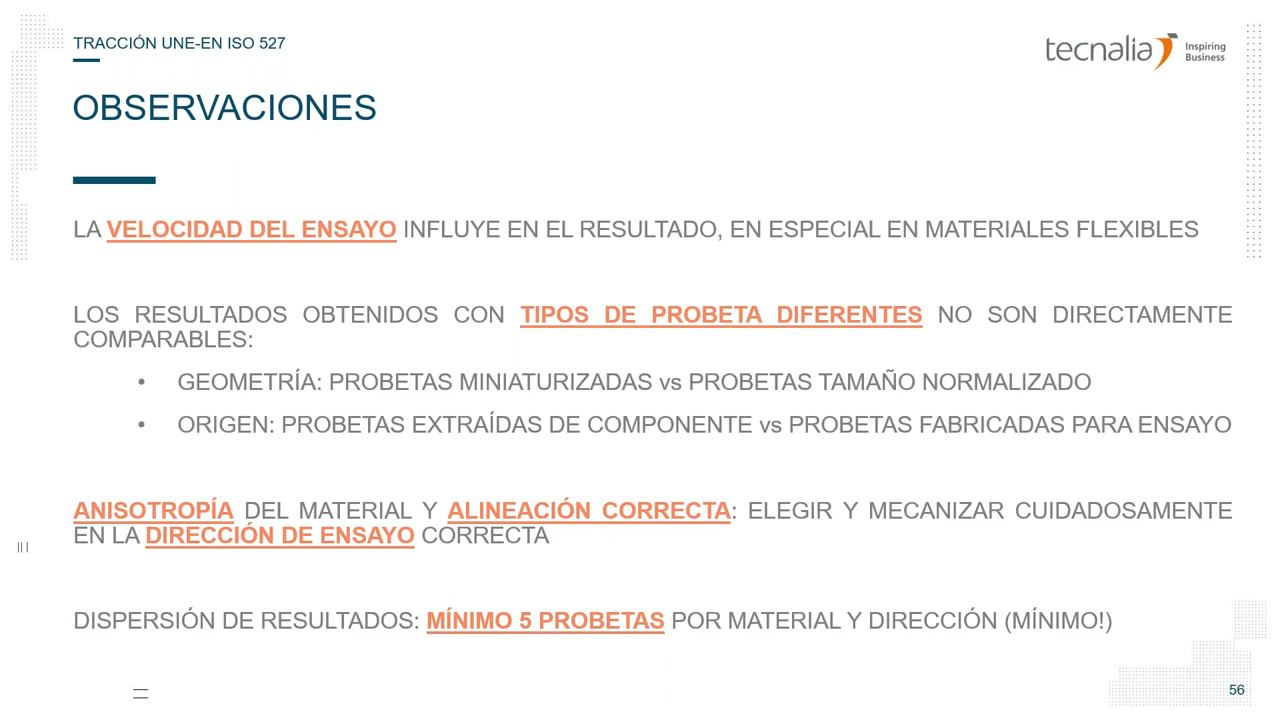 TRACCIÓN UNE-EN ISO 527
tecnalia Inspiring
Business
OBSERVACIONES
LA VELOCIDAD DEL ENSAYO INFLUYE EN EL RESULTADO, EN ESPECIAL EN MATERIALES FLEXIBLES
LOS RESULTADOS OBTENIDOS CON TIPOS DE PROBETA DIFERENTES NO SON DIRECTAMENTE
COMPARABLES:
• GEOMETRÍA: PROBETAS MINIATURIZADAS vs PROBETAS TAMAÑO NORMALIZADO
• ORIGEN: PROBETAS EXTRAÍDAS DE COMPONENTE vs PROBETAS FABRICADAS PARA ENSAYO
ANISOTROPÍA DEL MATERIAL Y ALINEACIÓN CORRECTA: ELEGIR Y MECANIZAR CUIDADOSAMENTE
EN LA DIRECCIÓN DE ENSAYO CORRECTA
DISPERSIÓN DE RESULTADOS: MÍNIMO 5 PROBETAS POR MATERIAL Y DIRECCIÓN (MÍNIMO!)
56